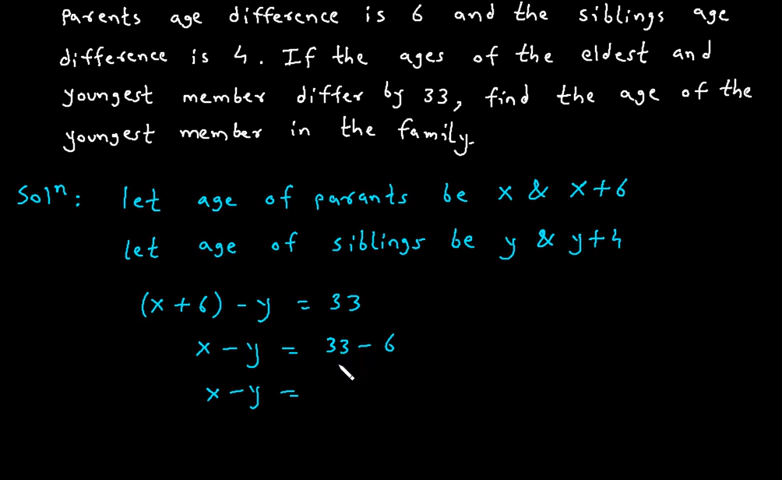 Parents age difference is 6 and the siblings age
difference is 4. If the ages of the eldest and
youngest member differ by 33, find the age of the
youngest member in the family.
Solⁿ: let age of parants be x & x+6
let age of siblings be y & y+4
(x+6) - y = 33
x - y = 33 - 6
x - y =